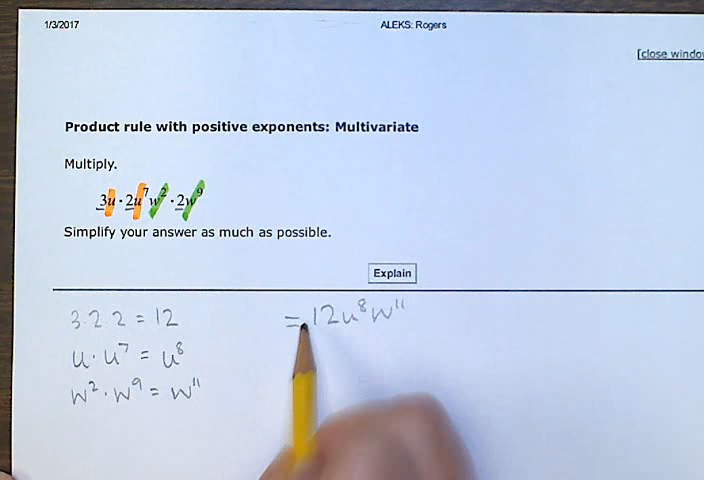 1/3/2017 ALEKS: Rogers
[close windo
Product rule with positive exponents: Multivariate
Multiply.
3u · 2u⁷w² · 2w⁹
Simplify your answer as much as possible.
Explain
3·2·2 = 12 = 12u⁸w¹¹
u · u⁷ = u⁸
w² · w⁹ = w¹¹